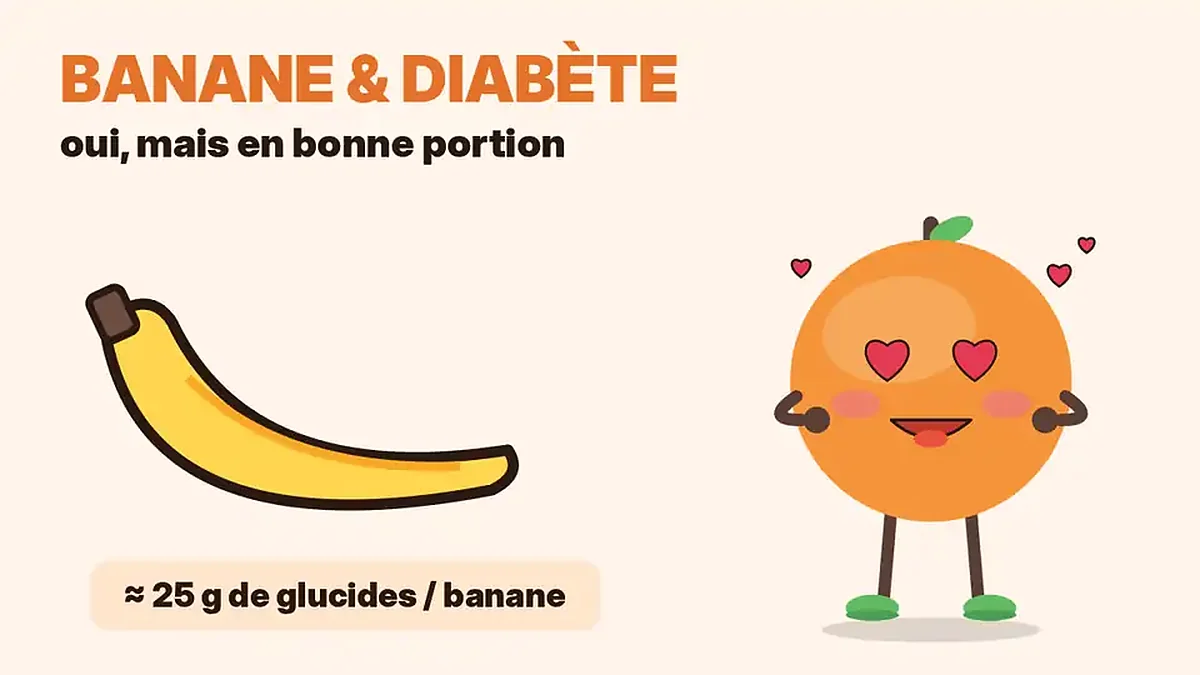 BANANE & DIABÈTE
oui, mais en bonne portion
≈ 25 g de glucides / banane